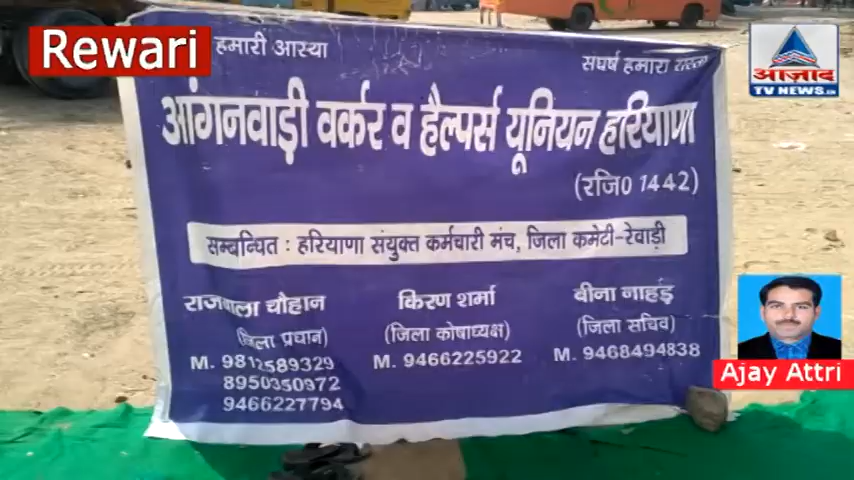 Rewari
हमारी आस्था
संघर्ष हमारा रास्ता
आज़ाद
TV NEWS.IN
आंगनवाड़ी वर्कर व हैल्पर्स यूनियन हरियाणा
(रजि0 1442)
सम्बन्धित : हरियाणा संयुक्त कर्मचारी मंच, जिला कमेटी-रेवाड़ी
राजबाला चौहान
(जिला प्रधान)
M. 9812589329
8950350972
9466227794
किरण शर्मा
(जिला कोषाध्यक्ष)
M. 9466225922
बीना नाहड़
(जिला सचिव)
M. 9468494838
Ajay Attri